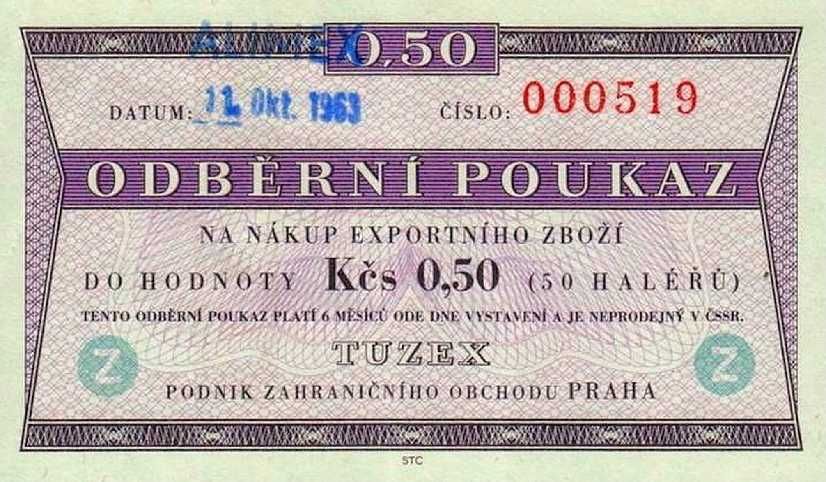 ALIMEX
0,50
DATUM: 11. Okt. 1963
ČÍSLO: 000519
ODBĚRNÍ POUKAZ
NA NÁKUP EXPORTNÍHO ZBOŽÍ
DO HODNOTY Kčs 0,50 (50 HALÉŘŮ)
TENTO ODBĚRNÍ POUKAZ PLATÍ 6 MĚSÍCŮ ODE DNE VYSTAVENÍ A JE NEPRODEJNÝ V ČSSR.
Z TUZEX Z
PODNIK ZAHRANIČNÍHO OBCHODU PRAHA
STC